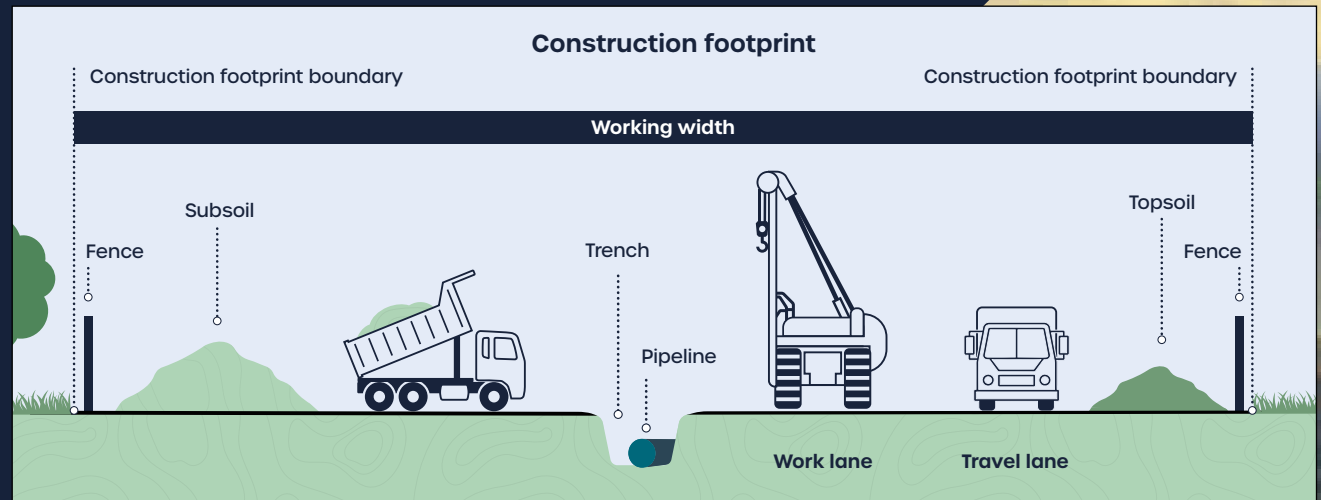 Construction footprint
Construction footprint boundary
Construction footprint boundary
Working width
Subsoil
Topsoil
Fence
Trench
Fence
Pipeline
Work lane
Travel lane